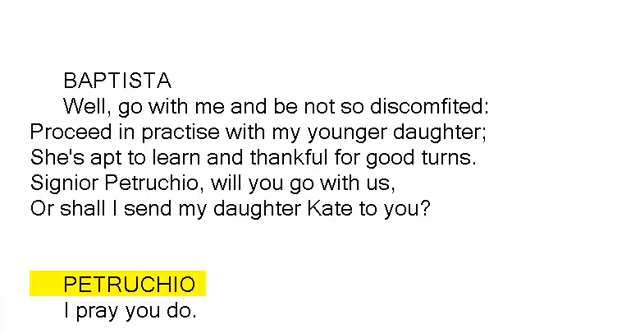 BAPTISTA
Well, go with me and be not so discomfited:
Proceed in practise with my younger daughter;
She's apt to learn and thankful for good turns.
Signior Petruchio, will you go with us,
Or shall I send my daughter Kate to you?
PETRUCHIO
I pray you do.